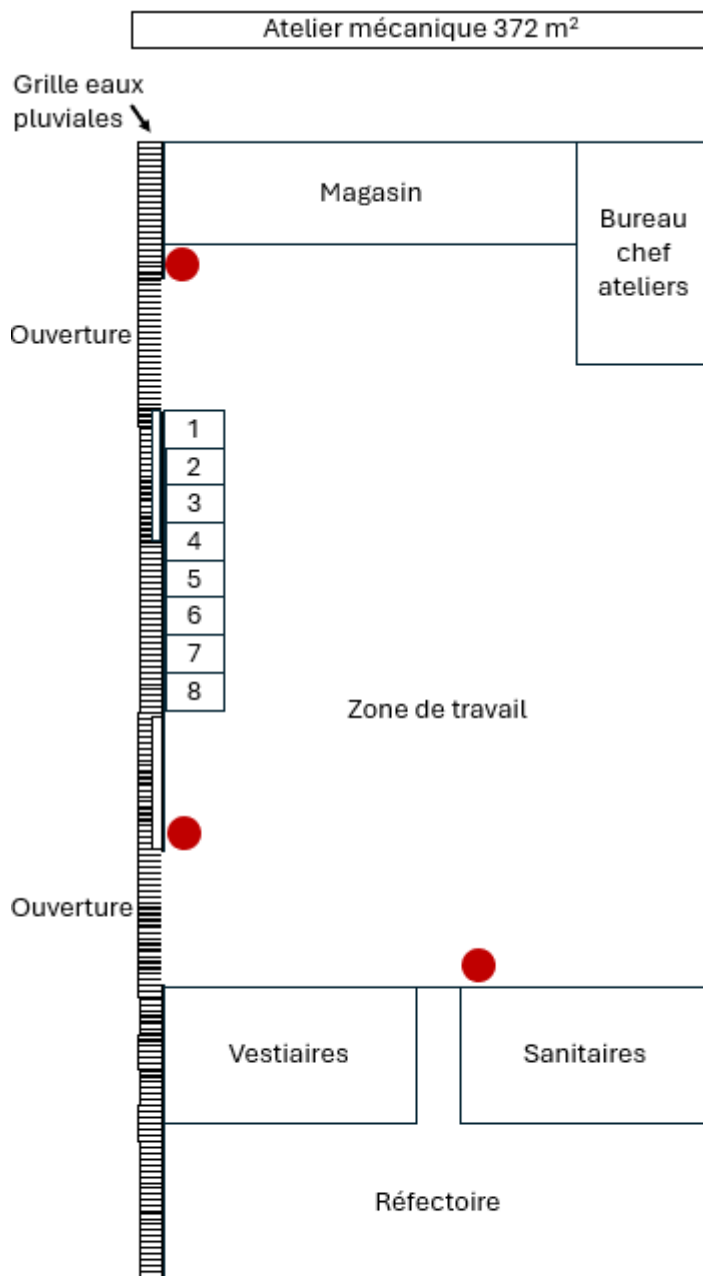 Atelier mécanique 372 m²
Grille eaux
pluviales
Magasin
Bureau
chef
ateliers
Ouverture
1
2
3
4
5
6
7
8
Zone de travail
Ouverture
Vestiaires
Sanitaires
Réfectoire